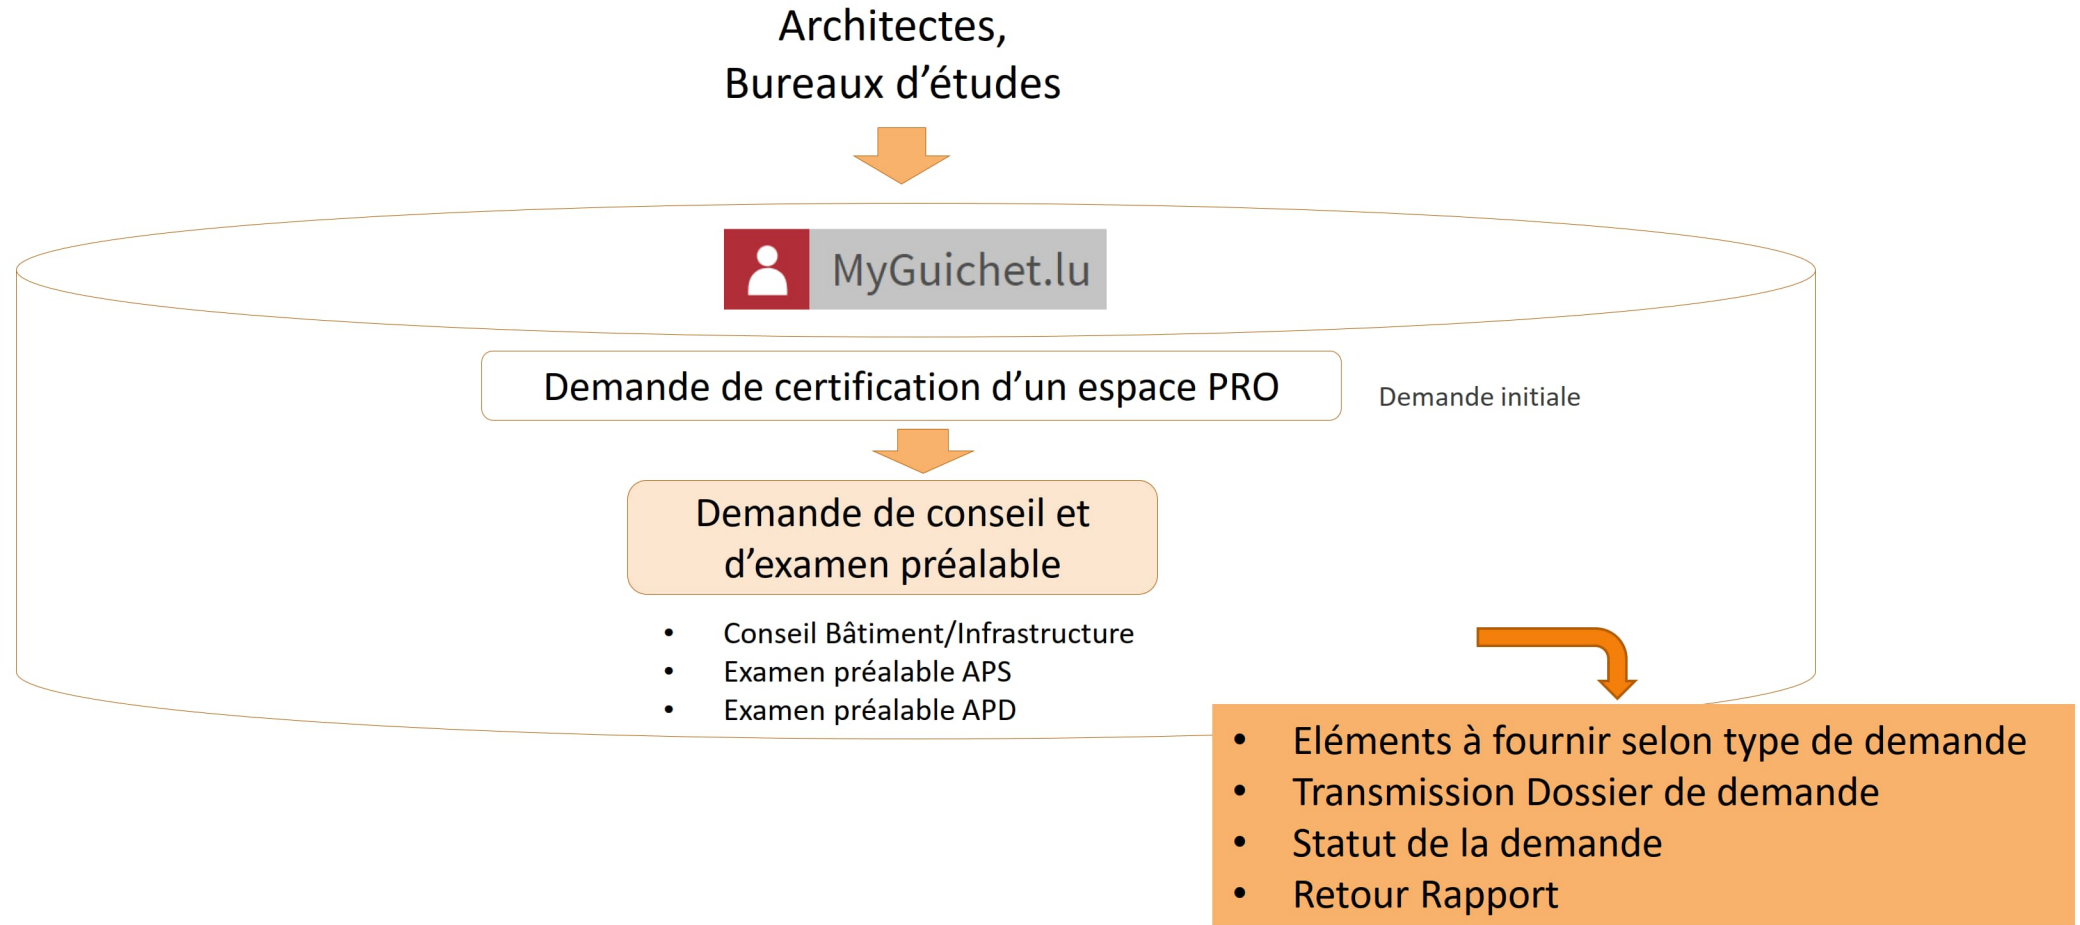 Architectes,
Bureaux d’études
MyGuichet.lu
Demande de certification d’un espace PRO
Demande initiale
Demande de conseil et
d’examen préalable
• Conseil Bâtiment/Infrastructure
• Examen préalable APS
• Examen préalable APD
• Eléments à fournir selon type de demande
• Transmission Dossier de demande
• Statut de la demande
• Retour Rapport